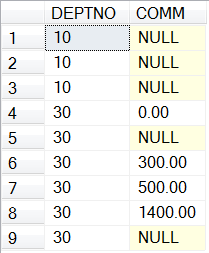 DEPTNO COMM
1 10 NULL
2 10 NULL
3 10 NULL
4 30 0.00
5 30 NULL
6 30 300.00
7 30 500.00
8 30 1400.00
9 30 NULL